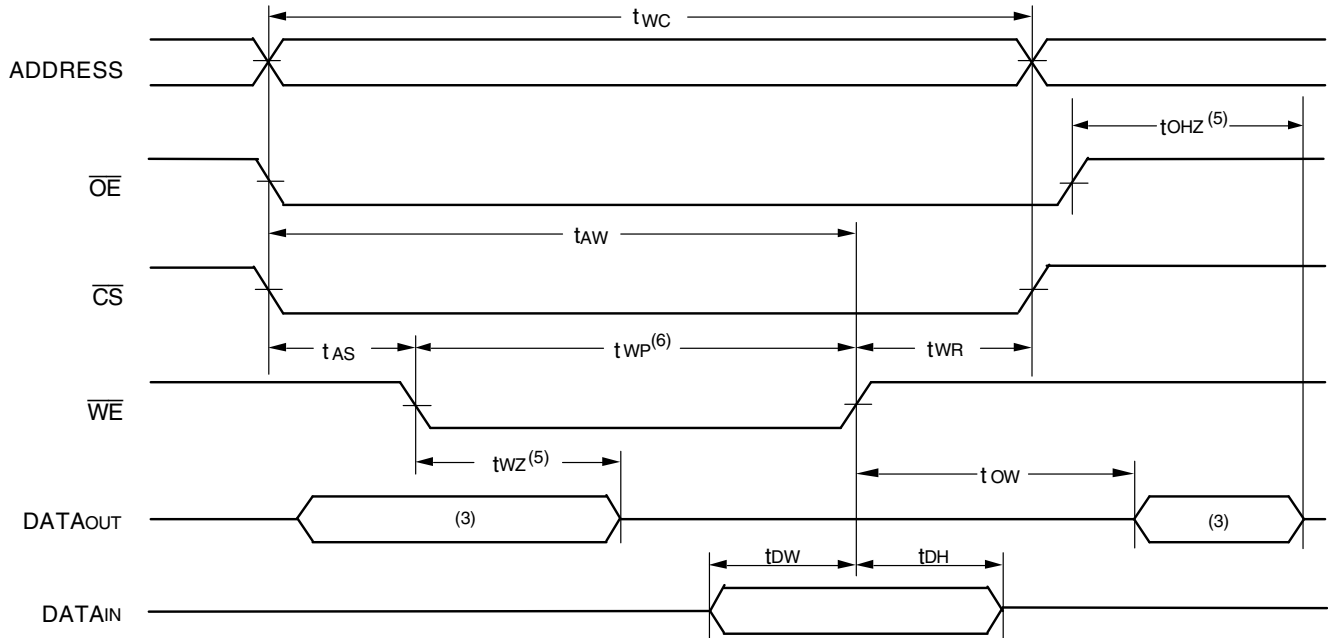 tWC
ADDRESS
tOHZ(5)
OE
tAW
CS
tAS
tWP(6)
tWR
WE
tWZ(5)
tOW
DATAOUT
(3)
(3)
tDW
tDH
DATAIN